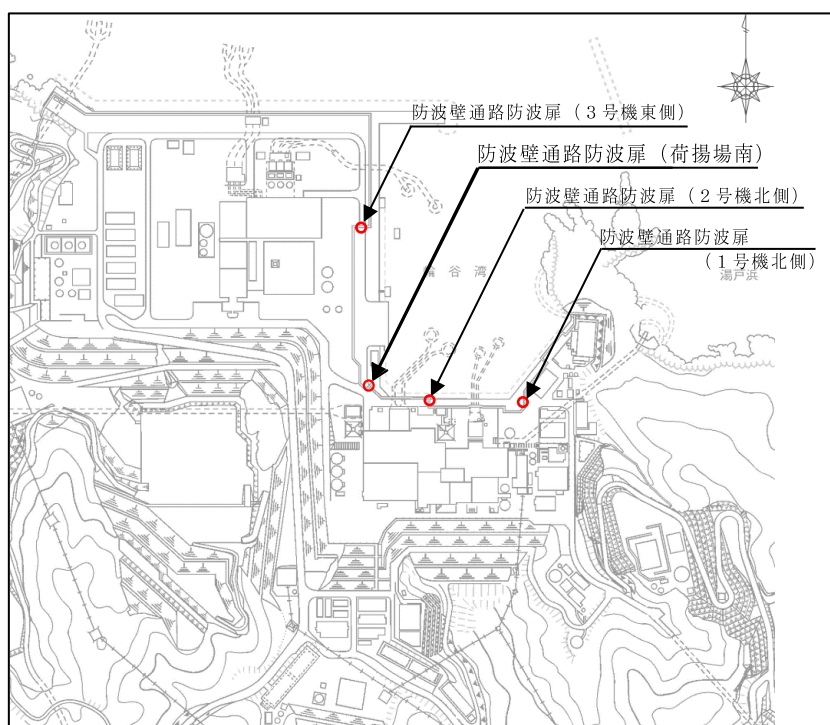 防波壁通路防波扉（３号機東側）
防波壁通路防波扉（荷揚場南）
防波壁通路防波扉（２号機北側）
防波壁通路防波扉
（１号機北側）
輪谷湾
湯戸浜